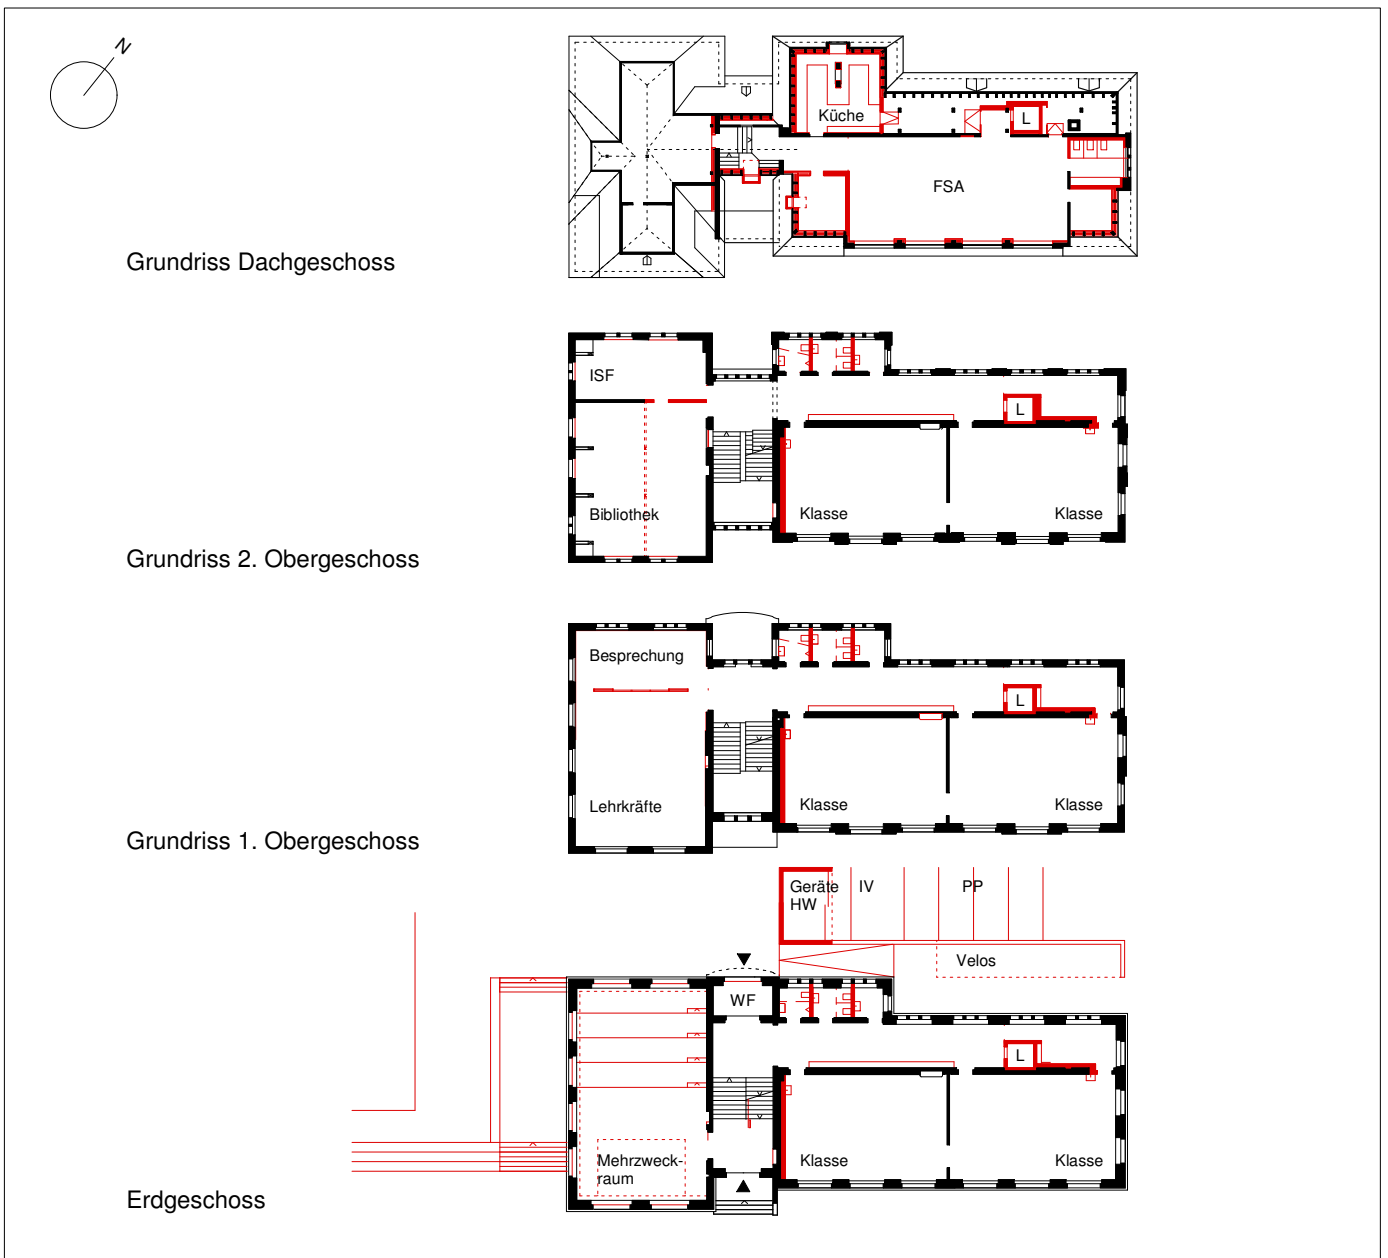 N
Küche
L
FSA
Grundriss Dachgeschoss
ISF
L
Bibliothek
Klasse
Klasse
Grundriss 2. Obergeschoss
Besprechung
L
Lehrkräfte
Klasse
Klasse
Grundriss 1. Obergeschoss
Geräte
HW
IV
PP
Velos
WF
L
Mehrzweck-
raum
Klasse
Klasse
Erdgeschoss